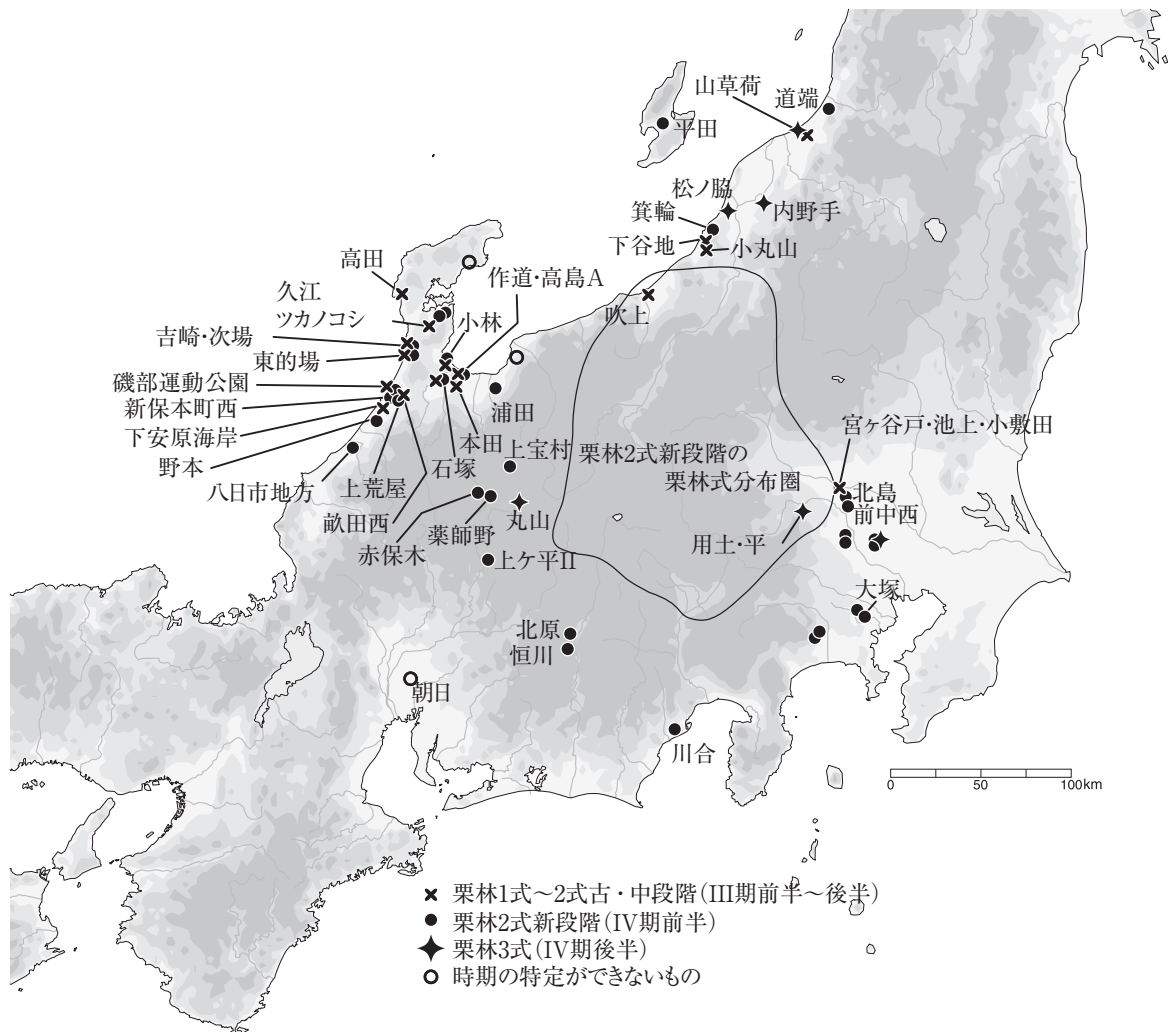 山草荷
道端
平田
松ノ脇
箕輪
内野手
下谷地
小丸山
高田
作道・高島A
久江
ツカノコシ
小林
吹上
吉崎・次場
東的場
磯部運動公園
新保本町西
下安原海岸
野本
八日市地方
浦田
本田
石塚
上荒屋
畝田西
上宝村
栗林2式新段階の
栗林式分布圏
宮ヶ谷戸・池上・小敷田
北島
前中西
用土・平
丸山
薬師野
赤保木
上ケ平II
大塚
北原
恒川
朝日
川合
0 50 100km
栗林1式～2式古・中段階(III期前半～後半)
栗林2式新段階(IV期前半)
栗林3式(IV期後半)
時期の特定ができないもの